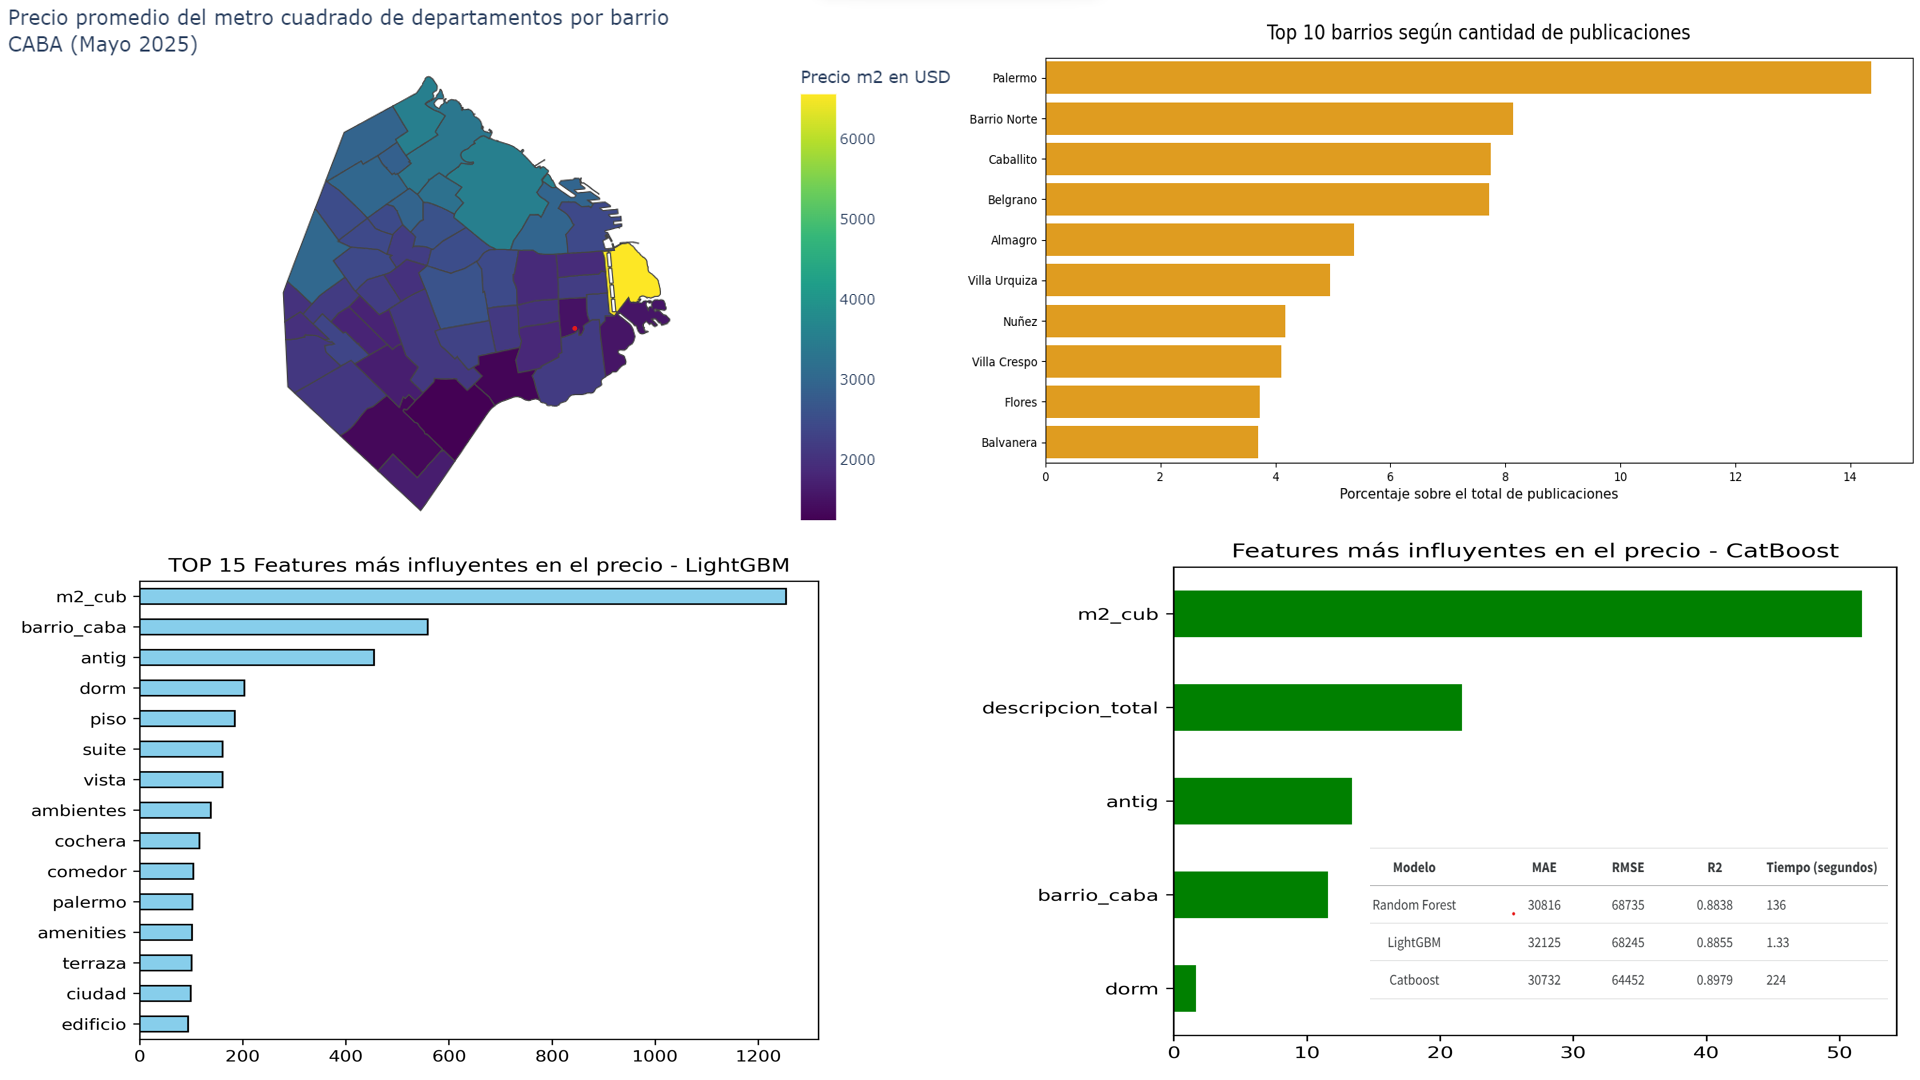 Precio promedio del metro cuadrado de departamentos por barrio
CABA (Mayo 2025)
Precio m2 en USD
6000
5000
4000
3000
2000
Top 10 barrios según cantidad de publicaciones
Palermo
Barrio Norte
Caballito
Belgrano
Almagro
Villa Urquiza
Nuñez
Villa Crespo
Flores
Balvanera
0 2 4 6 8 10 12 14
Porcentaje sobre el total de publicaciones
TOP 15 Features más influyentes en el precio - LightGBM
m2_cub
barrio_caba
antig
dorm
piso
suite
vista
ambientes
cochera
comedor
palermo
amenities
terraza
ciudad
edificio
0 200 400 600 800 1000 1200
Features más influyentes en el precio - CatBoost
m2_cub
descripcion_total
antig
barrio_caba
dorm
0 10 20 30 40 50
Modelo MAE RMSE R2 Tiempo (segundos)
Random Forest 30816 68735 0.8838 136
LightGBM 32125 68245 0.8855 1.33
Catboost 30732 64452 0.8979 224